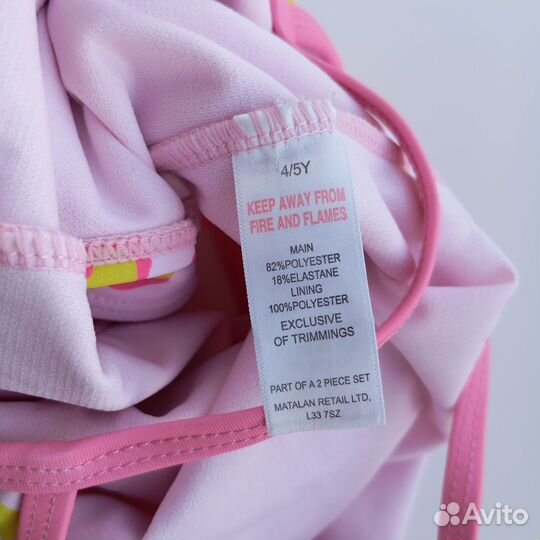 4/5Y
KEEP AWAY FROM
FIRE AND FLAMES
MAIN
82%POLYESTER
18%ELASTANE
LINING
100%POLYESTER
EXCLUSIVE
OF TRIMMINGS
PART OF A 2 PIECE SET
MATALAN RETAIL LTD,
L33 7SZ
Avito